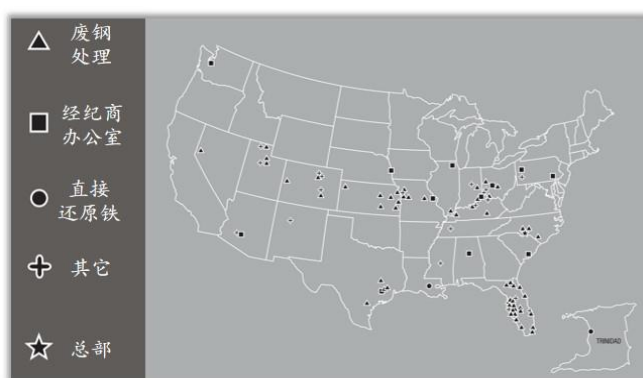 废钢
处理
经纪商
办公室
直接
还原铁
其它
总部
TRINIDAD